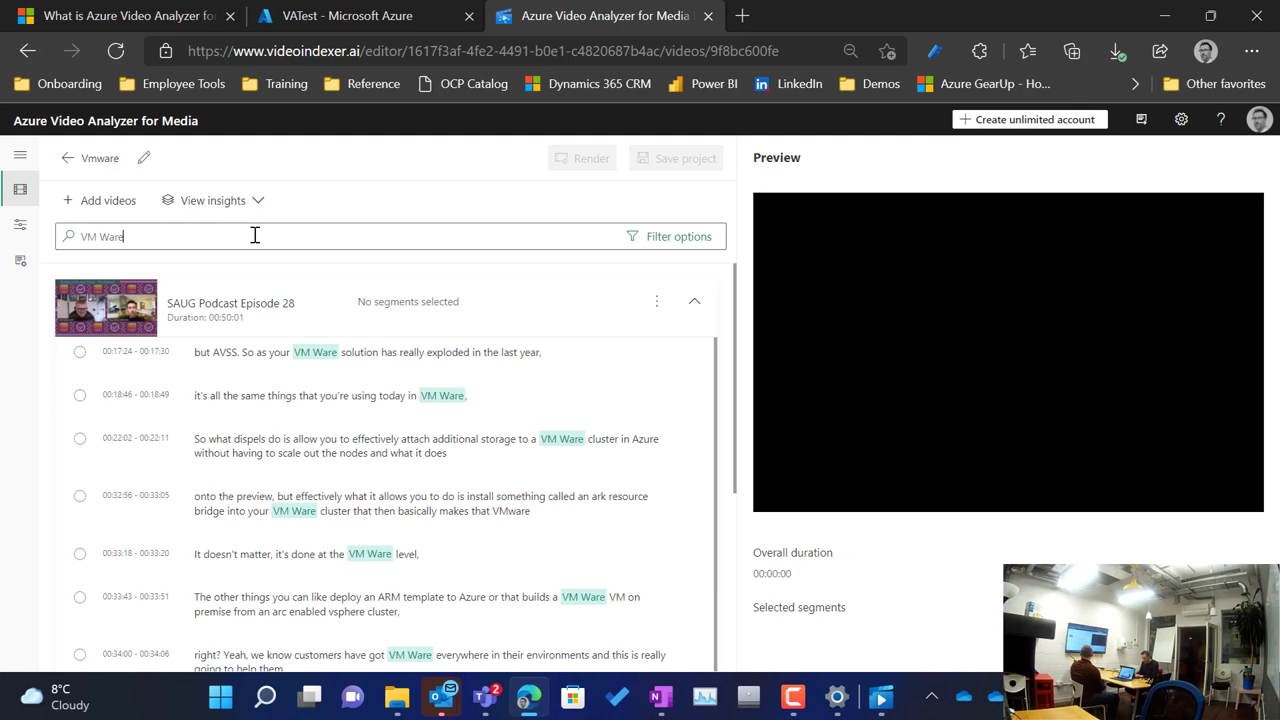 What is Azure Video Analyzer for
VATest - Microsoft Azure
Azure Video Analyzer for Media
https://www.videoindexer.ai/editor/1617f3af-4fe2-4491-b0e1-c4820687b4ac/videos/9f8bc600fe
Onboarding
Employee Tools
Training
Reference
OCP Catalog
Dynamics 365 CRM
Power BI
LinkedIn
Demos
Azure GearUp - Ho...
Other favorites
Azure Video Analyzer for Media
Create unlimited account
Vmware
Render
Save project
Preview
Add videos
View insights
VM Ware
Filter options
SAUG Podcast Episode 28
Duration: 00:50:01
No segments selected
00:17:24 - 00:17:30
but AVSS. So as your VM Ware solution has really exploded in the last year,
00:18:46 - 00:18:49
it's all the same things that you're using today in VM Ware,
00:22:02 - 00:22:11
So what dispels do is allow you to effectively attach additional storage to a VM Ware cluster in Azure
without having to scale out the nodes and what it does
00:32:56 - 00:33:05
onto the preview, but effectively what it allows you to do is install something called an ark resource
bridge into your VM Ware cluster that then basically makes that VMware
00:33:18 - 00:33:20
It doesn't matter, it's done at the VM Ware level,
00:33:43 - 00:33:51
The other things you can like deploy an ARM template to Azure or that builds a VM Ware VM on
premise from an arc enabled vsphere cluster,
00:34:00 - 00:34:06
right? Yeah, we know customers have got VM Ware everywhere in their environments and this is really
going to help them
Overall duration
00:00:00
Selected segments
8°C
Cloudy
2